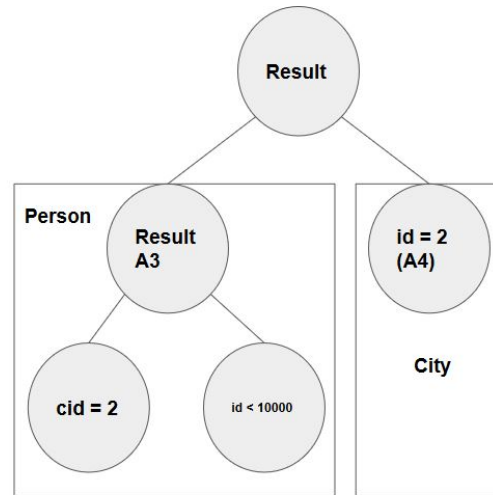 Result
Person
Result
A3
id = 2
(A4)
City
cid = 2
id < 10000